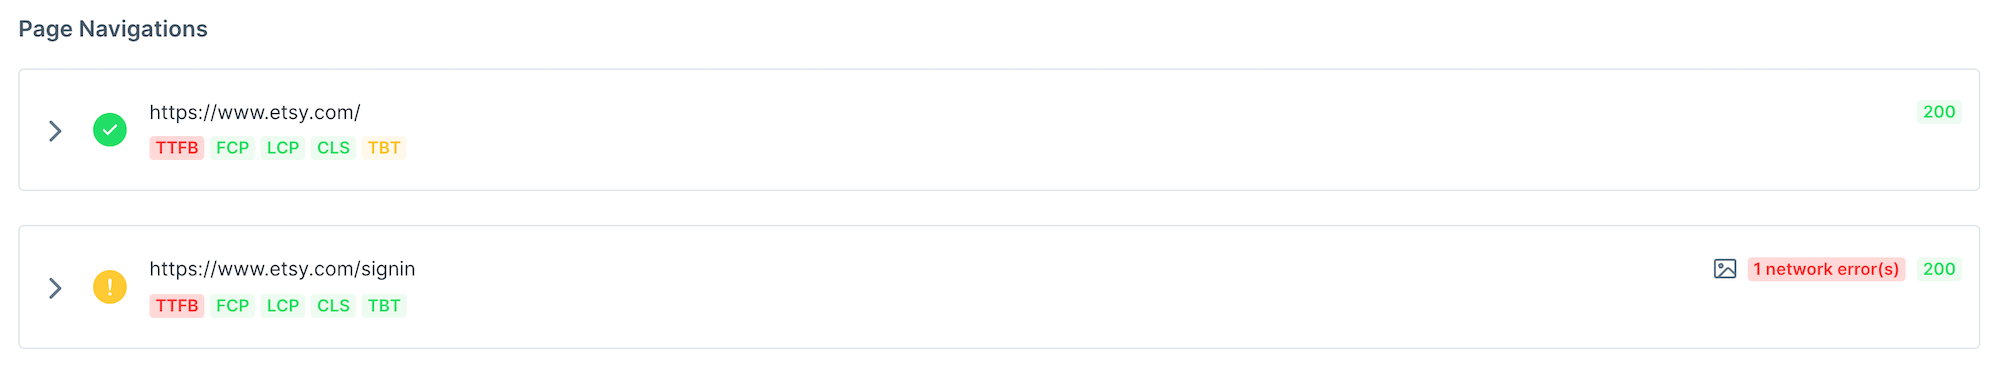 Page Navigations
https://www.etsy.com/ 200
TTFB FCP LCP CLS TBT
https://www.etsy.com/signin 1 network error(s) 200
TTFB FCP LCP CLS TBT